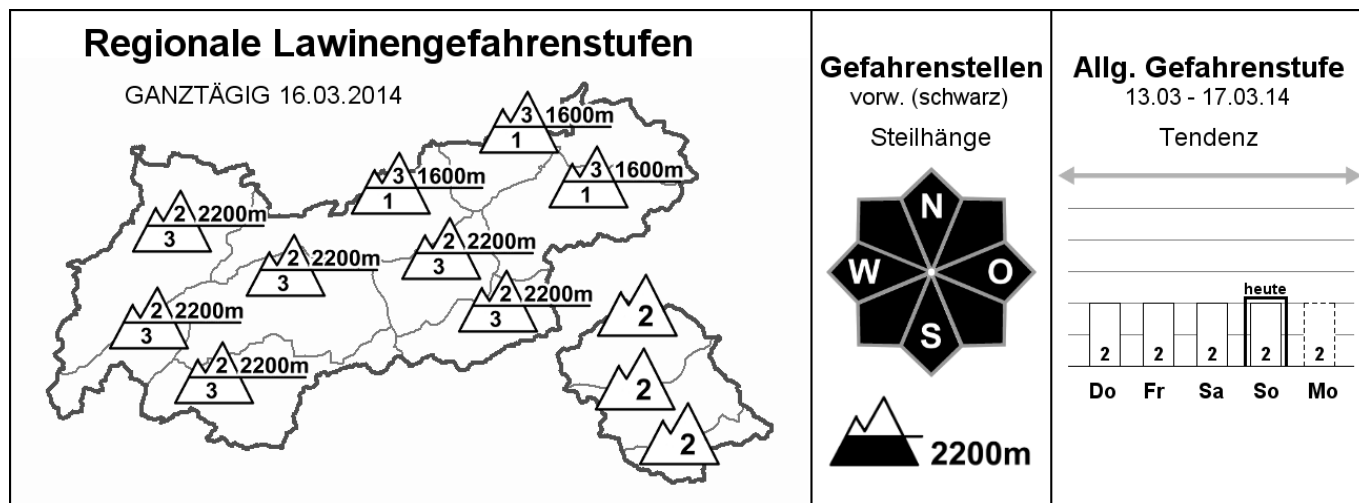 Regionale Lawinengefahrenstufen
GANZTÄGIG 16.03.2014
3 1600m
1
3 1600m
1
3 1600m
1
2 2200m
3
2 2200m
3
2 2200m
3
2 2200m
3
2 2200m
3
2 2200m
3
2
2
2
Gefahrenstellen
vorw. (schwarz)
Steilhänge
N
W O
S
2200m
Allg. Gefahrenstufe
13.03 - 17.03.14
Tendenz
heute
2 2 2 2 2
Do Fr Sa So Mo